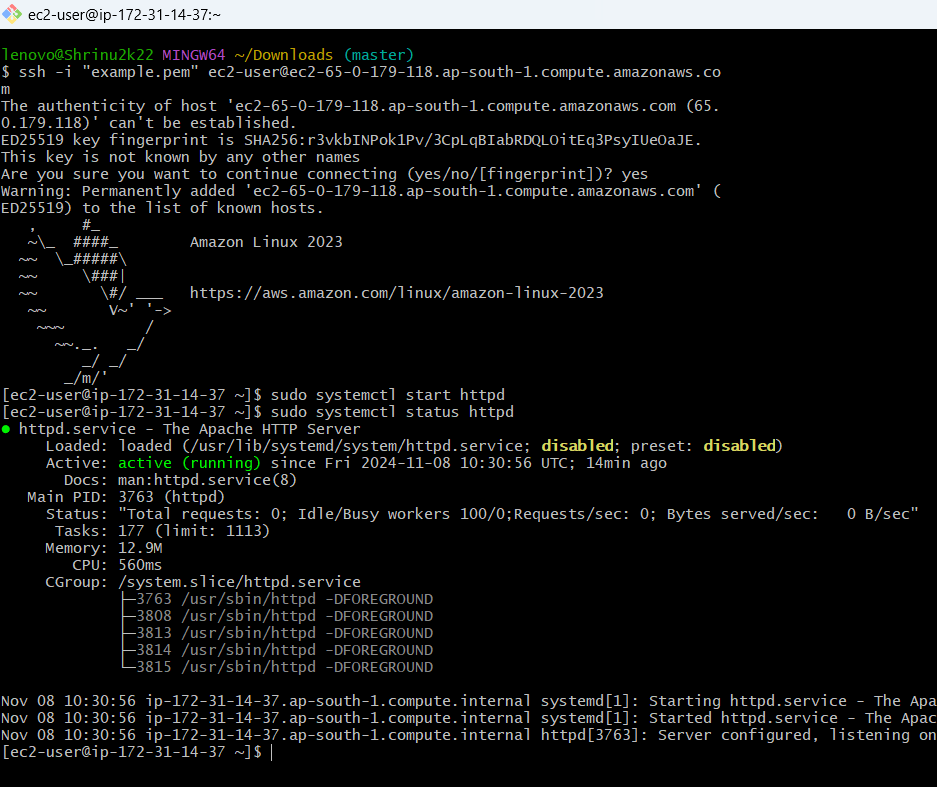 ec2-user@ip-172-31-14-37:~
lenovo@Shrinu2k22 MINGW64 ~/Downloads (master)
$ ssh -i "example.pem" ec2-user@ec2-65-0-179-118.ap-south-1.compute.amazonaws.co
m
The authenticity of host 'ec2-65-0-179-118.ap-south-1.compute.amazonaws.com (65.
0.179.118)' can't be established.
ED25519 key fingerprint is SHA256:r3vkbINPok1Pv/3CpLqBIabRDQLOitEq3PsyIUeOaJE.
This key is not known by any other names
Are you sure you want to continue connecting (yes/no/[fingerprint])? yes
Warning: Permanently added 'ec2-65-0-179-118.ap-south-1.compute.amazonaws.com' (
ED25519) to the list of known hosts.
   ,     #_
   ~\_  ####_        Amazon Linux 2023
  ~~  \_#####\
  ~~     \###|
  ~~       \#/ ___   https://aws.amazon.com/linux/amazon-linux-2023
   ~~       V~' '->
    ~~~         /
      ~~._.   _/
         _/ _/
       _/m/'
[ec2-user@ip-172-31-14-37 ~]$ sudo systemctl start httpd
[ec2-user@ip-172-31-14-37 ~]$ sudo systemctl status httpd
● httpd.service - The Apache HTTP Server
     Loaded: loaded (/usr/lib/systemd/system/httpd.service; disabled; preset: disabled)
     Active: active (running) since Fri 2024-11-08 10:30:56 UTC; 14min ago
       Docs: man:httpd.service(8)
   Main PID: 3763 (httpd)
     Status: "Total requests: 0; Idle/Busy workers 100/0;Requests/sec: 0; Bytes served/sec:   0 B/sec"
      Tasks: 177 (limit: 1113)
     Memory: 12.9M
        CPU: 560ms
     CGroup: /system.slice/httpd.service
             ├─3763 /usr/sbin/httpd -DFOREGROUND
             ├─3808 /usr/sbin/httpd -DFOREGROUND
             ├─3813 /usr/sbin/httpd -DFOREGROUND
             ├─3814 /usr/sbin/httpd -DFOREGROUND
             └─3815 /usr/sbin/httpd -DFOREGROUND
Nov 08 10:30:56 ip-172-31-14-37.ap-south-1.compute.internal systemd[1]: Starting httpd.service - The Apa
Nov 08 10:30:56 ip-172-31-14-37.ap-south-1.compute.internal systemd[1]: Started httpd.service - The Apac
Nov 08 10:30:56 ip-172-31-14-37.ap-south-1.compute.internal httpd[3763]: Server configured, listening on
[ec2-user@ip-172-31-14-37 ~]$